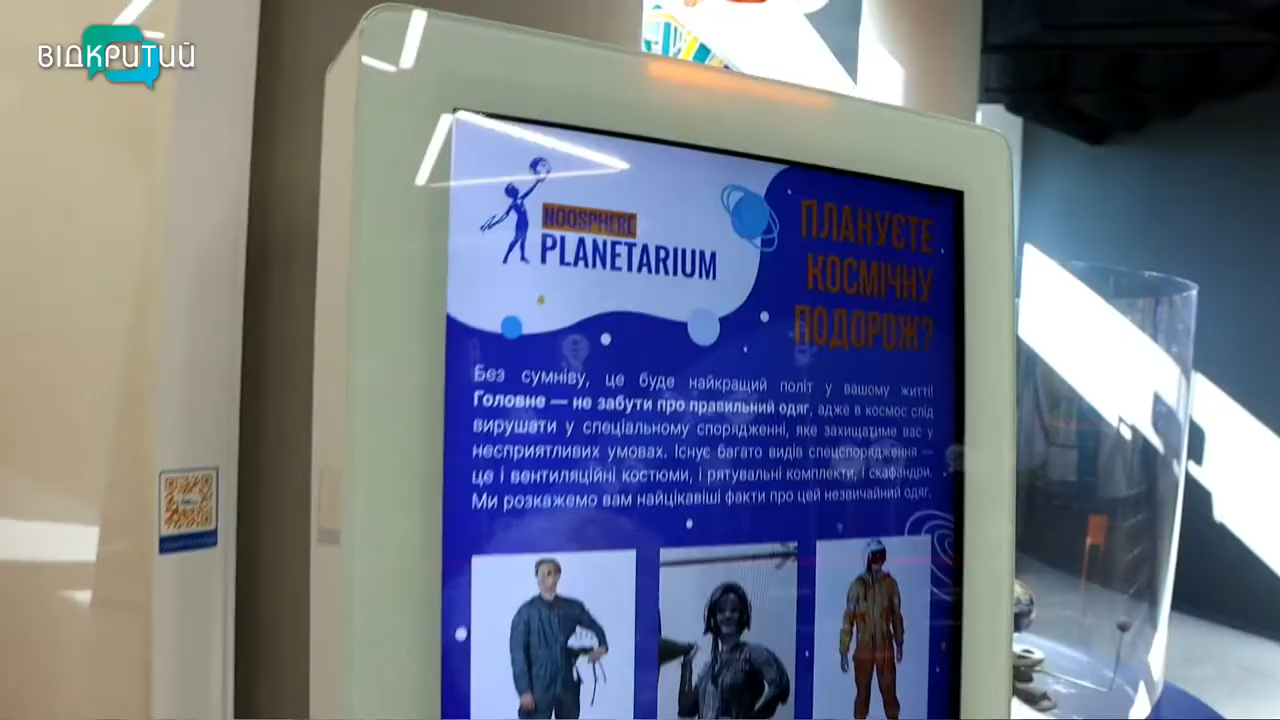 ВІДКРИТИЙ
NOOSPHERE
PLANETARIUM
ПЛАНУЄТЕ
КОСМІЧНУ
ПОДОРОЖ?
Без сумніву, це буде найкращий політ у вашому житті!
Головне — не забути про правильний одяг, адже в космос слід
вирушати у спеціальному спорядженні, яке захищатиме вас у
несприятливих умовах. Існує багато видів спецспорядження –
це і вентиляційні костюми, і рятувальні комплекти, і скафандри.
Ми розкажемо вам найцікавіші факти про цей незвичайний одяг.